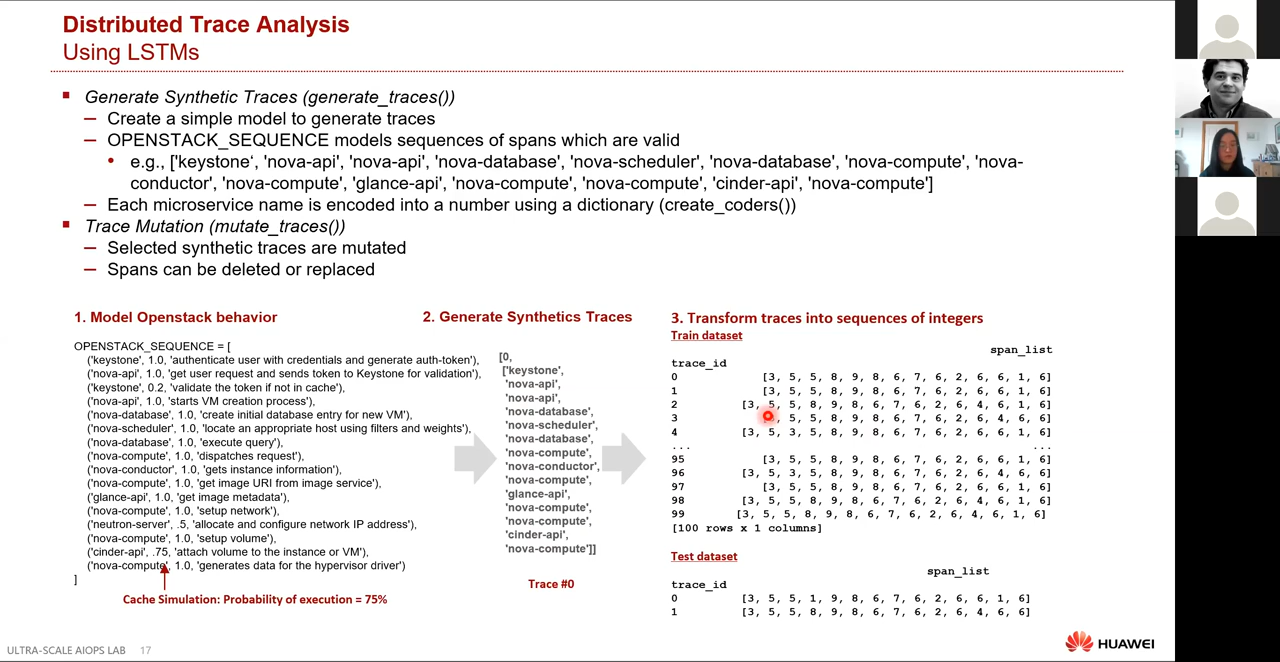 Distributed Trace Analysis
Using LSTMs
Generate Synthetic Traces (generate_traces())
– Create a simple model to generate traces
– OPENSTACK_SEQUENCE models sequences of spans which are valid
• e.g., ['keystone‘, 'nova-api', 'nova-api', 'nova-database', 'nova-scheduler', 'nova-database', 'nova-compute', 'nova-
conductor', 'nova-compute', 'glance-api', 'nova-compute', 'nova-compute', 'cinder-api', 'nova-compute']
– Each microservice name is encoded into a number using a dictionary (create_coders())
Trace Mutation (mutate_traces())
– Selected synthetic traces are mutated
– Spans can be deleted or replaced
1. Model Openstack behavior
OPENSTACK_SEQUENCE = [
('keystone', 1.0, 'authenticate user with credentials and generate auth-token'),
('nova-api', 1.0, 'get user request and sends token to Keystone for validation'),
('keystone', 0.2, 'validate the token if not in cache'),
('nova-api', 1.0, 'starts VM creation process'),
('nova-database', 1.0, 'create initial database entry for new VM'),
('nova-scheduler', 1.0, 'locate an appropriate host using filters and weights'),
('nova-database', 1.0, 'execute query'),
('nova-compute', 1.0, 'dispatches request'),
('nova-conductor', 1.0, 'gets instance information'),
('nova-compute', 1.0, 'get image URI from image service'),
('glance-api', 1.0, 'get image metadata'),
('nova-compute', 1.0, 'setup network'),
('neutron-server', .5, 'allocate and configure network IP address'),
('nova-compute', 1.0, 'setup volume'),
('cinder-api', .75, 'attach volume to the instance or VM'),
('nova-compute', 1.0, 'generates data for the hypervisor driver')
]
Cache Simulation: Probability of execution = 75%
2. Generate Synthetics Traces
[0,
['keystone',
'nova-api',
'nova-api',
'nova-database',
'nova-scheduler',
'nova-database',
'nova-compute',
'nova-conductor',
'nova-compute',
'glance-api',
'nova-compute',
'nova-compute',
'cinder-api',
'nova-compute']]
Trace #0
3. Transform traces into sequences of integers
Train dataset
span_list
trace_id
0 [3, 5, 5, 8, 9, 8, 6, 7, 6, 2, 6, 6, 1, 6]
1 [3, 5, 5, 8, 9, 8, 6, 7, 6, 2, 6, 6, 1, 6]
2 [3, 5, 5, 8, 9, 8, 6, 7, 6, 2, 6, 4, 6, 1, 6]
3 , 5, 5, 8, 9, 8, 6, 7, 6, 2, 6, 4, 6, 6]
4 [3, 5, 3, 5, 8, 9, 8, 6, 7, 6, 2, 6, 6, 1, 6]
... ...
95 [3, 5, 5, 8, 9, 8, 6, 7, 6, 2, 6, 6, 1, 6]
96 [3, 5, 3, 5, 8, 9, 8, 6, 7, 6, 2, 6, 4, 6, 6]
97 [3, 5, 5, 8, 9, 8, 6, 7, 6, 2, 6, 6, 1, 6]
98 [3, 5, 5, 8, 9, 8, 6, 7, 6, 2, 6, 4, 6, 1, 6]
99 [3, 5, 5, 8, 9, 8, 6, 7, 6, 2, 6, 4, 6, 1, 6]
[100 rows x 1 columns]
Test dataset
span_list
trace_id
0 [3, 5, 5, 1, 9, 8, 6, 7, 6, 2, 6, 6, 1, 6]
1 [3, 5, 5, 8, 9, 8, 6, 7, 6, 2, 6, 4, 6, 6]
ULTRA-SCALE AIOPS LAB 17
HUAWEI